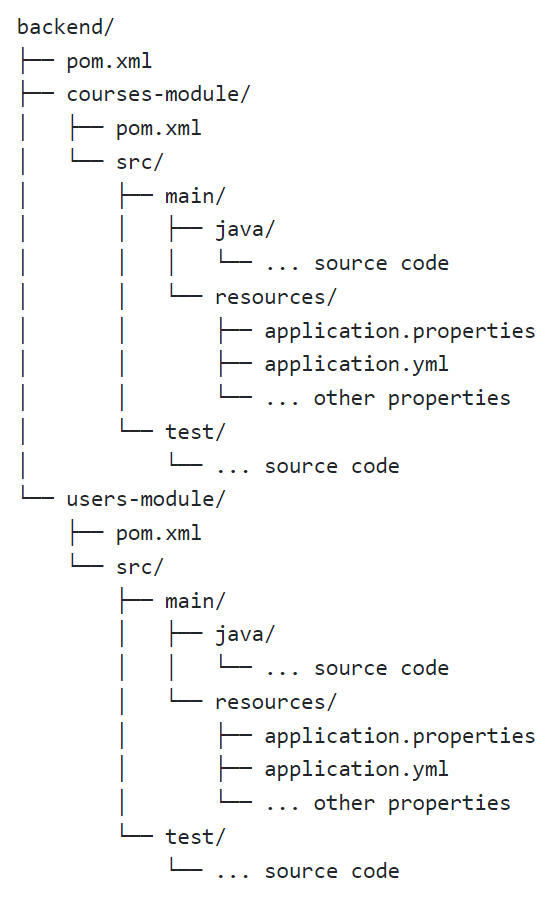 backend/
├── pom.xml
├── courses-module/
│   ├── pom.xml
│   └── src/
│       ├── main/
│       │   ├── java/
│       │   │   └── ... source code
│       │   └── resources/
│       │       ├── application.properties
│       │       ├── application.yml
│       │       └── ... other properties
│       └── test/
│           └── ... source code
└── users-module/
    ├── pom.xml
    └── src/
        ├── main/
        │   ├── java/
        │   │   └── ... source code
        │   └── resources/
        │       ├── application.properties
        │       ├── application.yml
        │       └── ... other properties
        └── test/
            └── ... source code